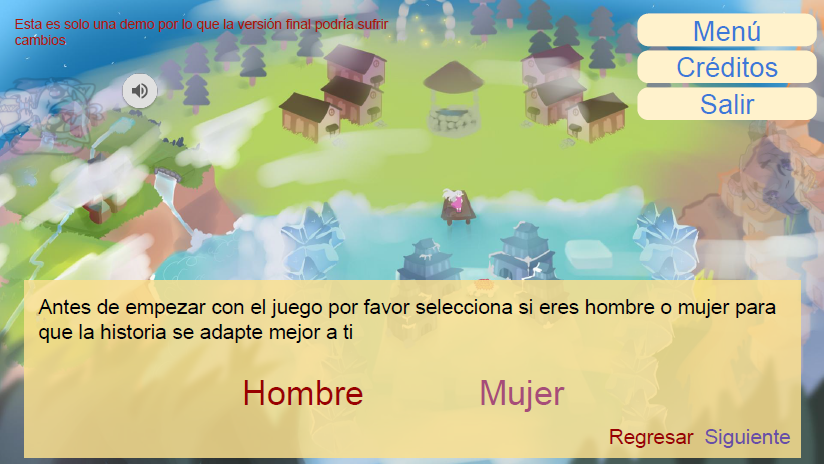 Esta es solo una demo por lo que la versión final podría sufrir
cambios
Menú
Créditos
Salir
Antes de empezar con el juego por favor selecciona si eres hombre o mujer para
que la historia se adapte mejor a ti
Hombre
Mujer
Regresar
Siguiente